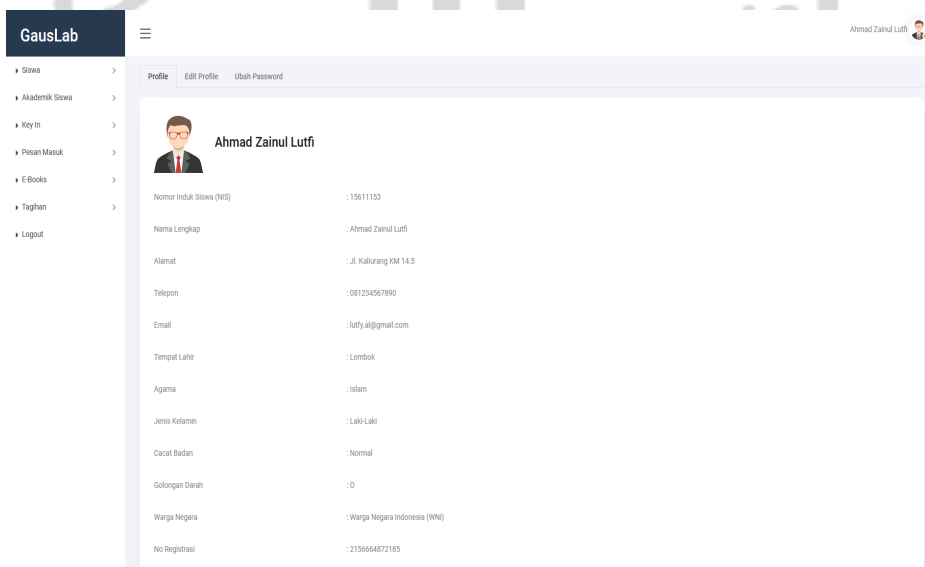 GausLab
Ahmad Zainul Lutfi
Siswa
Akademik Siswa
Key In
Pesan Masuk
E-Books
Tagihan
Logout
Profile Edit Profile Ubah Password
Ahmad Zainul Lutfi
Nomor Induk Siswa (NIS) : 15611153
Nama Lengkap : Ahmad Zainul Lutfi
Alamat : Jl. Kaliurang KM 14.5
Telepon : 081234567890
Email : lutfy.al@gmail.com
Tempat Lahir : Lombok
Agama : Islam
Jenis Kelamin : Laki-Laki
Cacat Badan : Normal
Golongan Darah : O
Warga Negara : Warga Negara Indonesia (WNI)
No Registrasi : 2156664872185